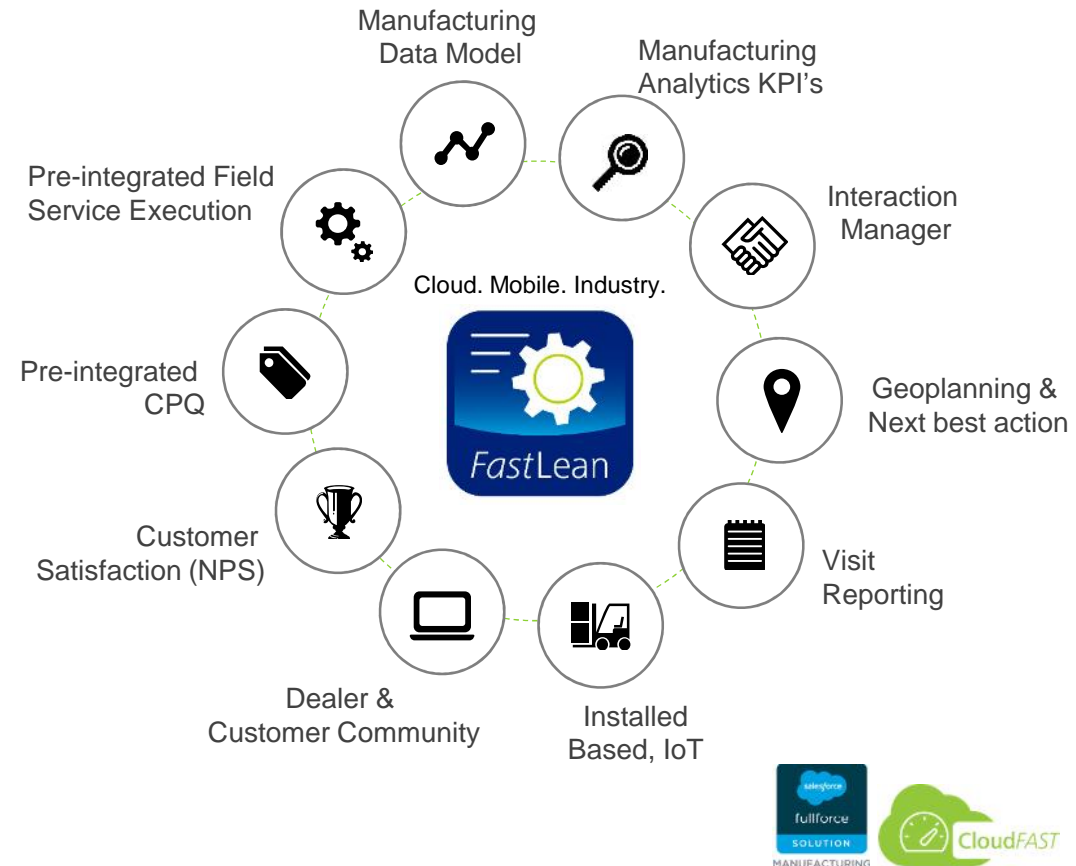 Manufacturing
Data Model
Manufacturing
Analytics KPI's
Pre-integrated Field
Service Execution
Interaction
Manager
Cloud. Mobile. Industry.
FastLean
Pre-integrated
CPQ
Geoplanning &
Next best action
Customer
Satisfaction (NPS)
Visit
Reporting
Dealer &
Customer Community
Installed
Based, IoT
salesforce
fullforce
SOLUTION
MANUFACTURING
CloudFAST